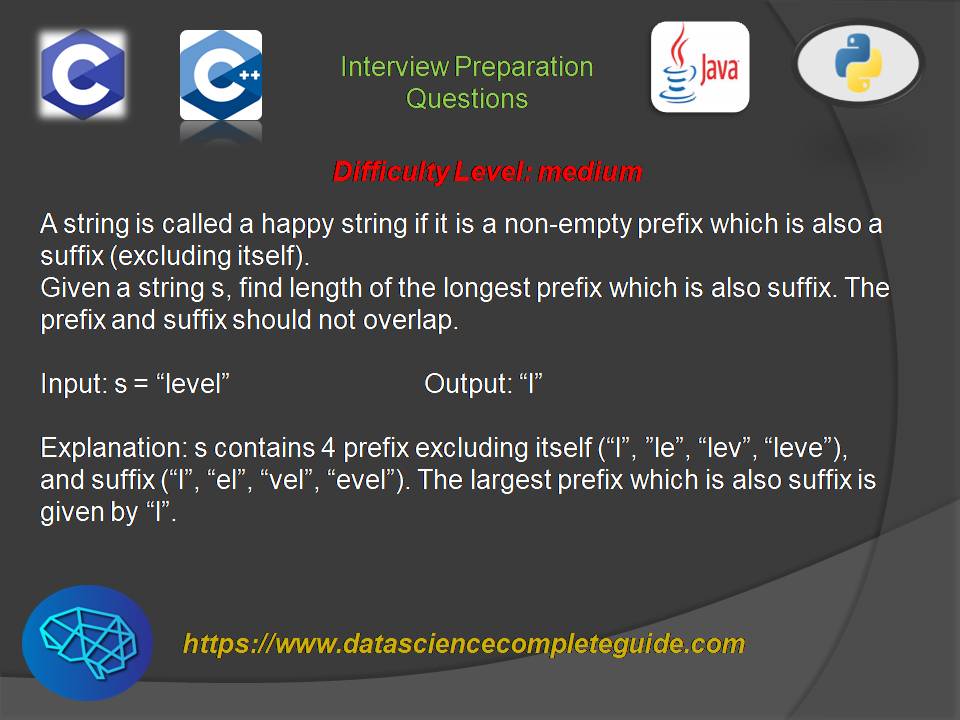 C
C++
Interview Preparation
Questions
Java
Difficulty Level: medium
A string is called a happy string if it is a non-empty prefix which is also a
suffix (excluding itself).
Given a string s, find length of the longest prefix which is also suffix. The
prefix and suffix should not overlap.
Input: s = “level” Output: “l”
Explanation: s contains 4 prefix excluding itself (“l”, ”le”, “lev”, “leve”),
and suffix (“l”, “el”, “vel”, “evel”). The largest prefix which is also suffix is
given by “l”.
https://www.datasciencecompleteguide.com